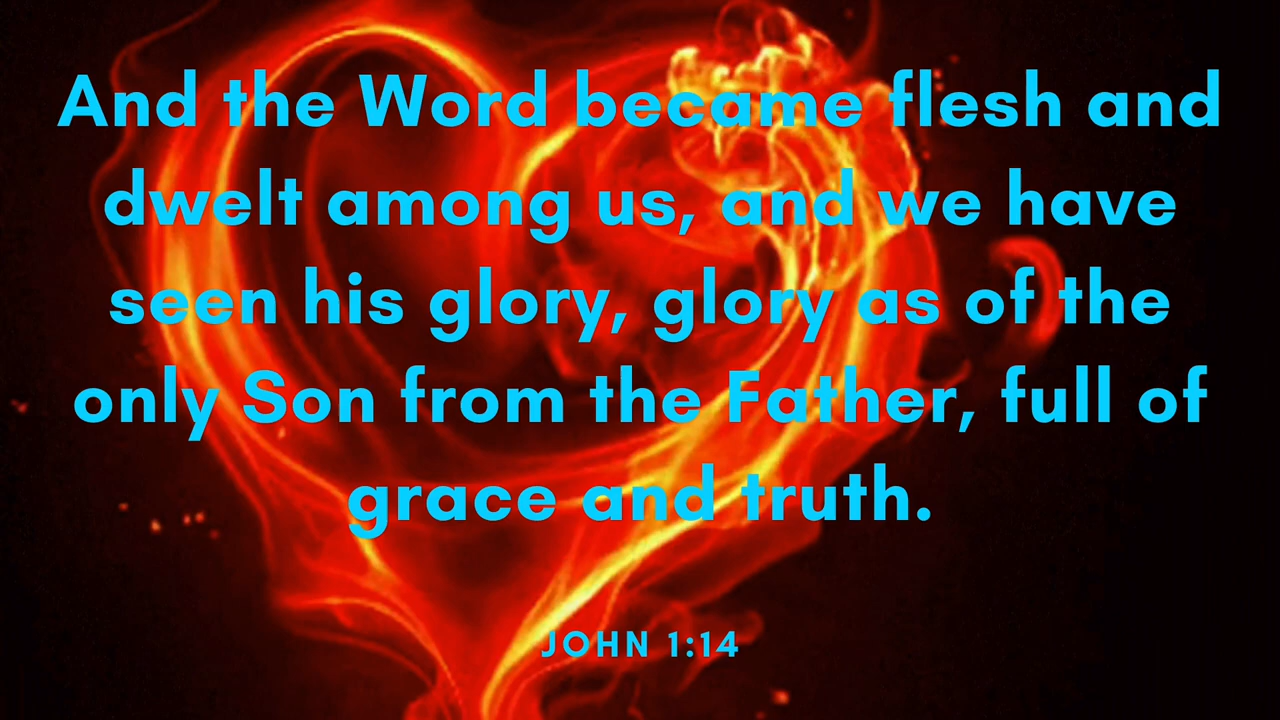 And the Word became flesh and
dwelt among us, and we have
seen his glory, glory as of the
only Son from the Father, full of
grace and truth.
JOHN 1:14